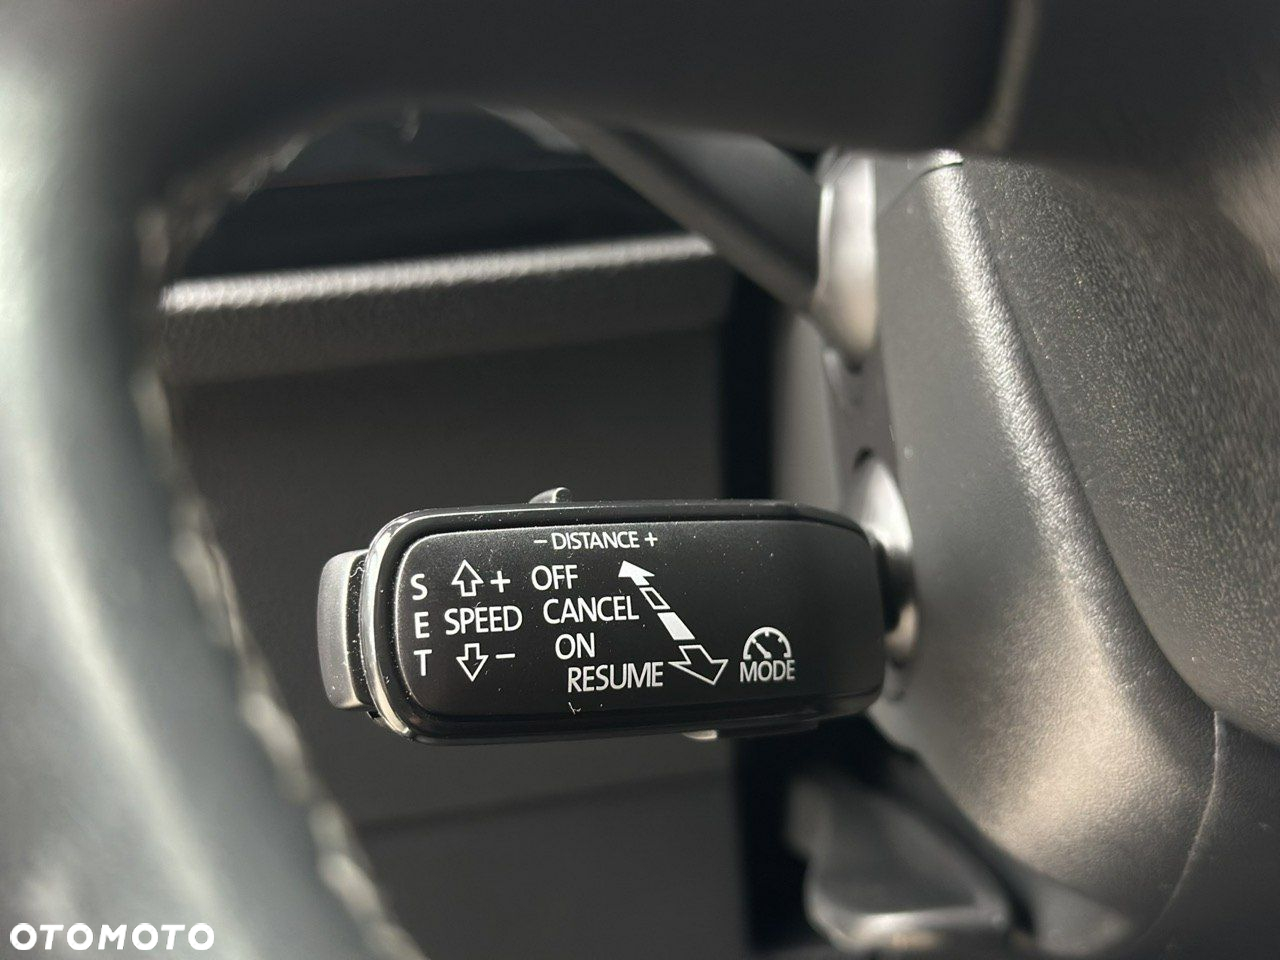 - DISTANCE +
S + OFF
E SPEED CANCEL
T - ON
RESUME MODE
OTOMOTO